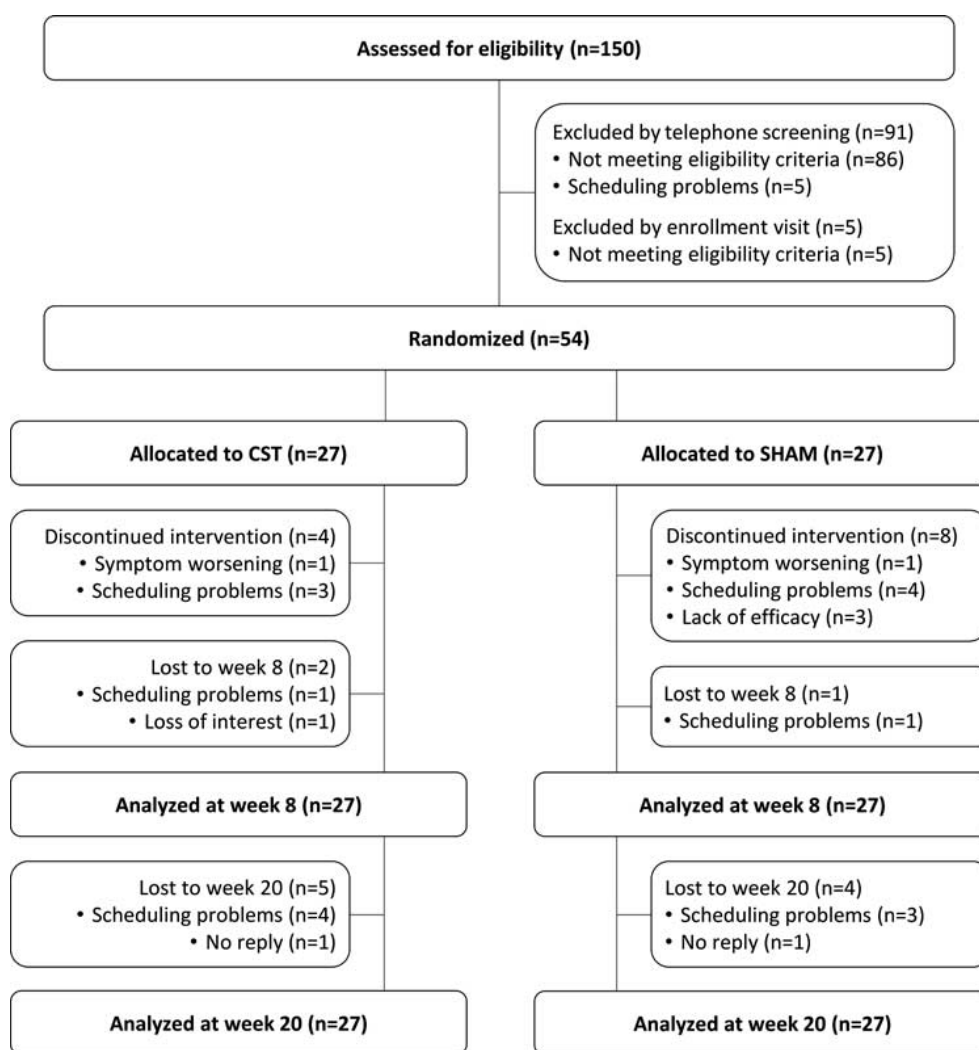 Assessed for eligibility (n=150)
Excluded by telephone screening (n=91)
• Not meeting eligibility criteria (n=86)
• Scheduling problems (n=5)
Excluded by enrollment visit (n=5)
• Not meeting eligibility criteria (n=5)
Randomized (n=54)
Allocated to CST (n=27)
Allocated to SHAM (n=27)
Discontinued intervention (n=4)
• Symptom worsening (n=1)
• Scheduling problems (n=3)
Discontinued intervention (n=8)
• Symptom worsening (n=1)
• Scheduling problems (n=4)
• Lack of efficacy (n=3)
Lost to week 8 (n=2)
• Scheduling problems (n=1)
• Loss of interest (n=1)
Lost to week 8 (n=1)
• Scheduling problems (n=1)
Analyzed at week 8 (n=27)
Analyzed at week 8 (n=27)
Lost to week 20 (n=5)
• Scheduling problems (n=4)
• No reply (n=1)
Lost to week 20 (n=4)
• Scheduling problems (n=3)
• No reply (n=1)
Analyzed at week 20 (n=27)
Analyzed at week 20 (n=27)